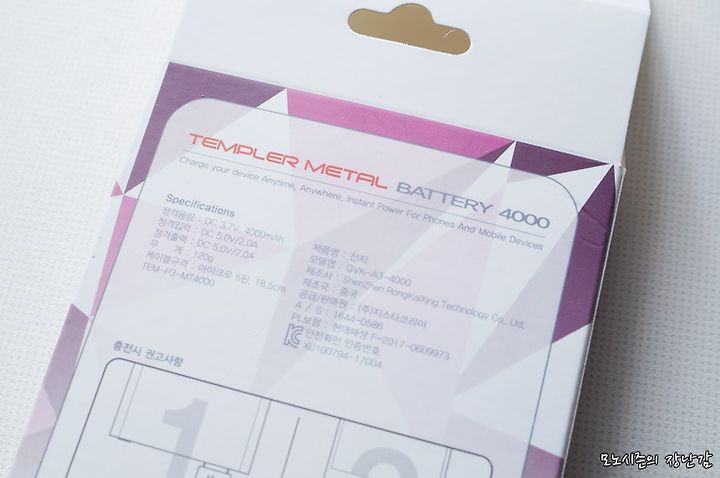 TEMPLER METAL BATTERY 4000
Charge your device Anytime, Anywhere, Instant Power For Phones And Mobile Devices
Specifications
정격용량 : DC 3.7V, 4000mAh
정격입력 : DC 5.0V/2.0A
정격출력 : DC 5.0V/2.0A
무 게 : 120g
케이블규격 : 마이크로 5핀, 18.5cm
TEM-P3-MT4000
제품명 : 전지
모델명 : GVK-A3-4000
제조사 : ShenZhen RongKaiXing Technology Co., Ltd,
제조국 : 중국
공급/판매원 : (주)지스타코리아
A / S : 1644-0586
PL보험 : 현대해상 F-2017-0609973
안전확인 인증번호
XU100794-17004
충전시 권고사항
1
2
모노시즌의 장난감